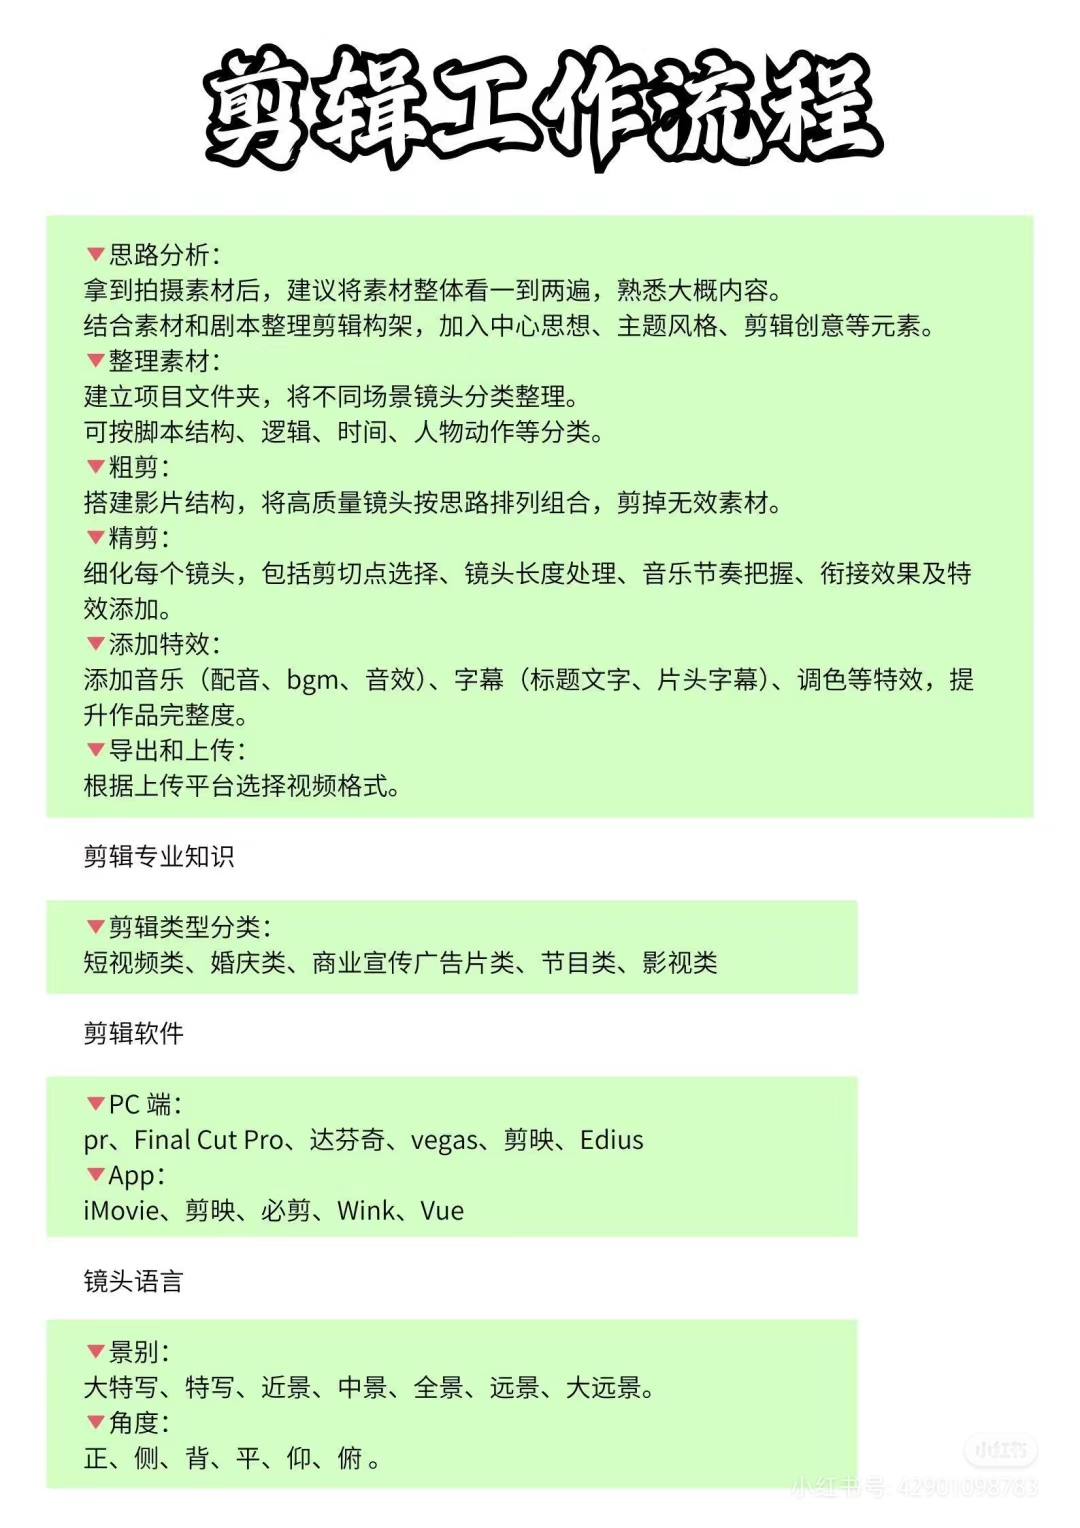 剪辑工作流程
▼思路分析：
拿到拍摄素材后，建议将素材整体看一到两遍，熟悉大概内容。
结合素材和剧本整理剪辑构架，加入中心思想、主题风格、剪辑创意等元素。
▼整理素材：
建立项目文件夹，将不同场景镜头分类整理。
可按脚本结构、逻辑、时间、人物动作等分类。
▼粗剪：
搭建影片结构，将高质量镜头按思路排列组合，剪掉无效素材。
▼精剪：
细化每个镜头，包括剪切点选择、镜头长度处理、音乐节奏把握、衔接效果及特
效添加。
▼添加特效：
添加音乐（配音、bgm、音效）、字幕（标题文字、片头字幕）、调色等特效，提
升作品完整度。
▼导出和上传：
根据上传平台选择视频格式。
剪辑专业知识
▼剪辑类型分类：
短视频类、婚庆类、商业宣传广告片类、节目类、影视类
剪辑软件
▼PC 端：
pr、Final Cut Pro、达芬奇、vegas、剪映、Edius
▼App：
iMovie、剪映、必剪、Wink、Vue
镜头语言
▼景别：
大特写、特写、近景、中景、全景、远景、大远景。
▼角度：
正、侧、背、平、仰、俯 。
小红书
小红书号: 42901098783